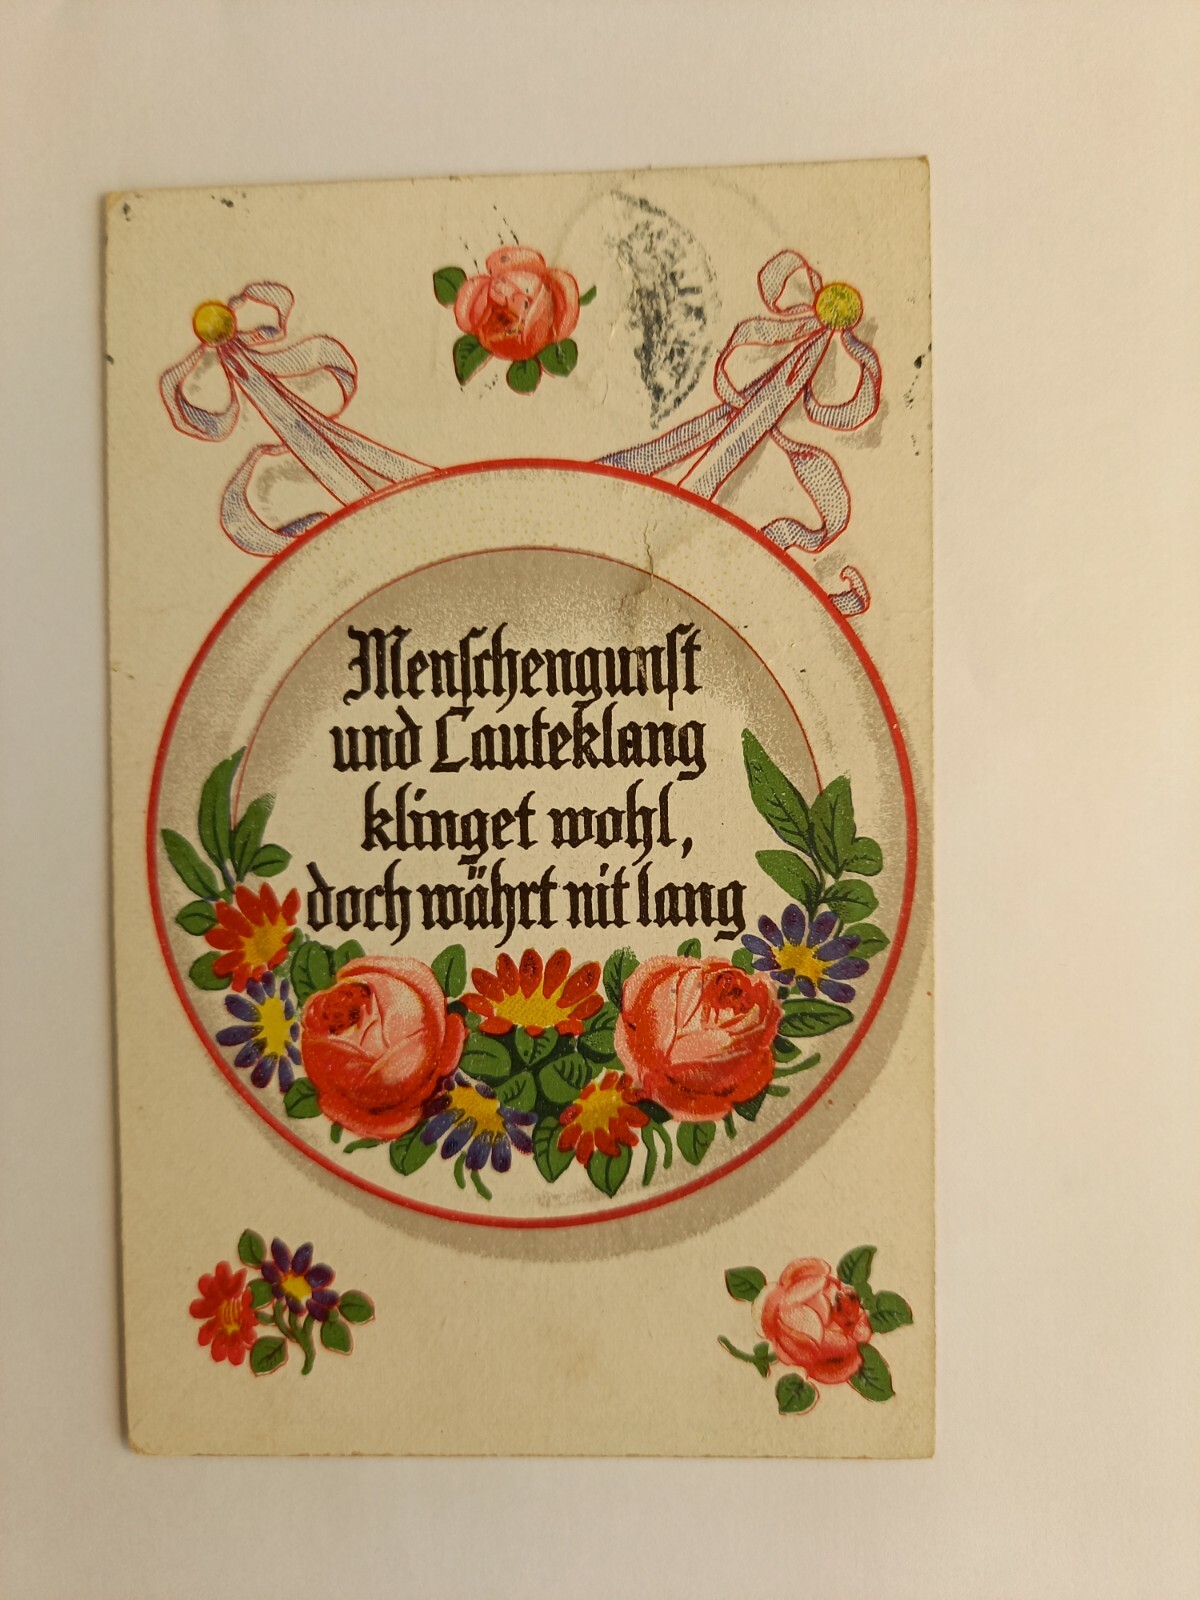 Menschengunst
und Lauteklang
klinget wohl,
doch währt nit lang